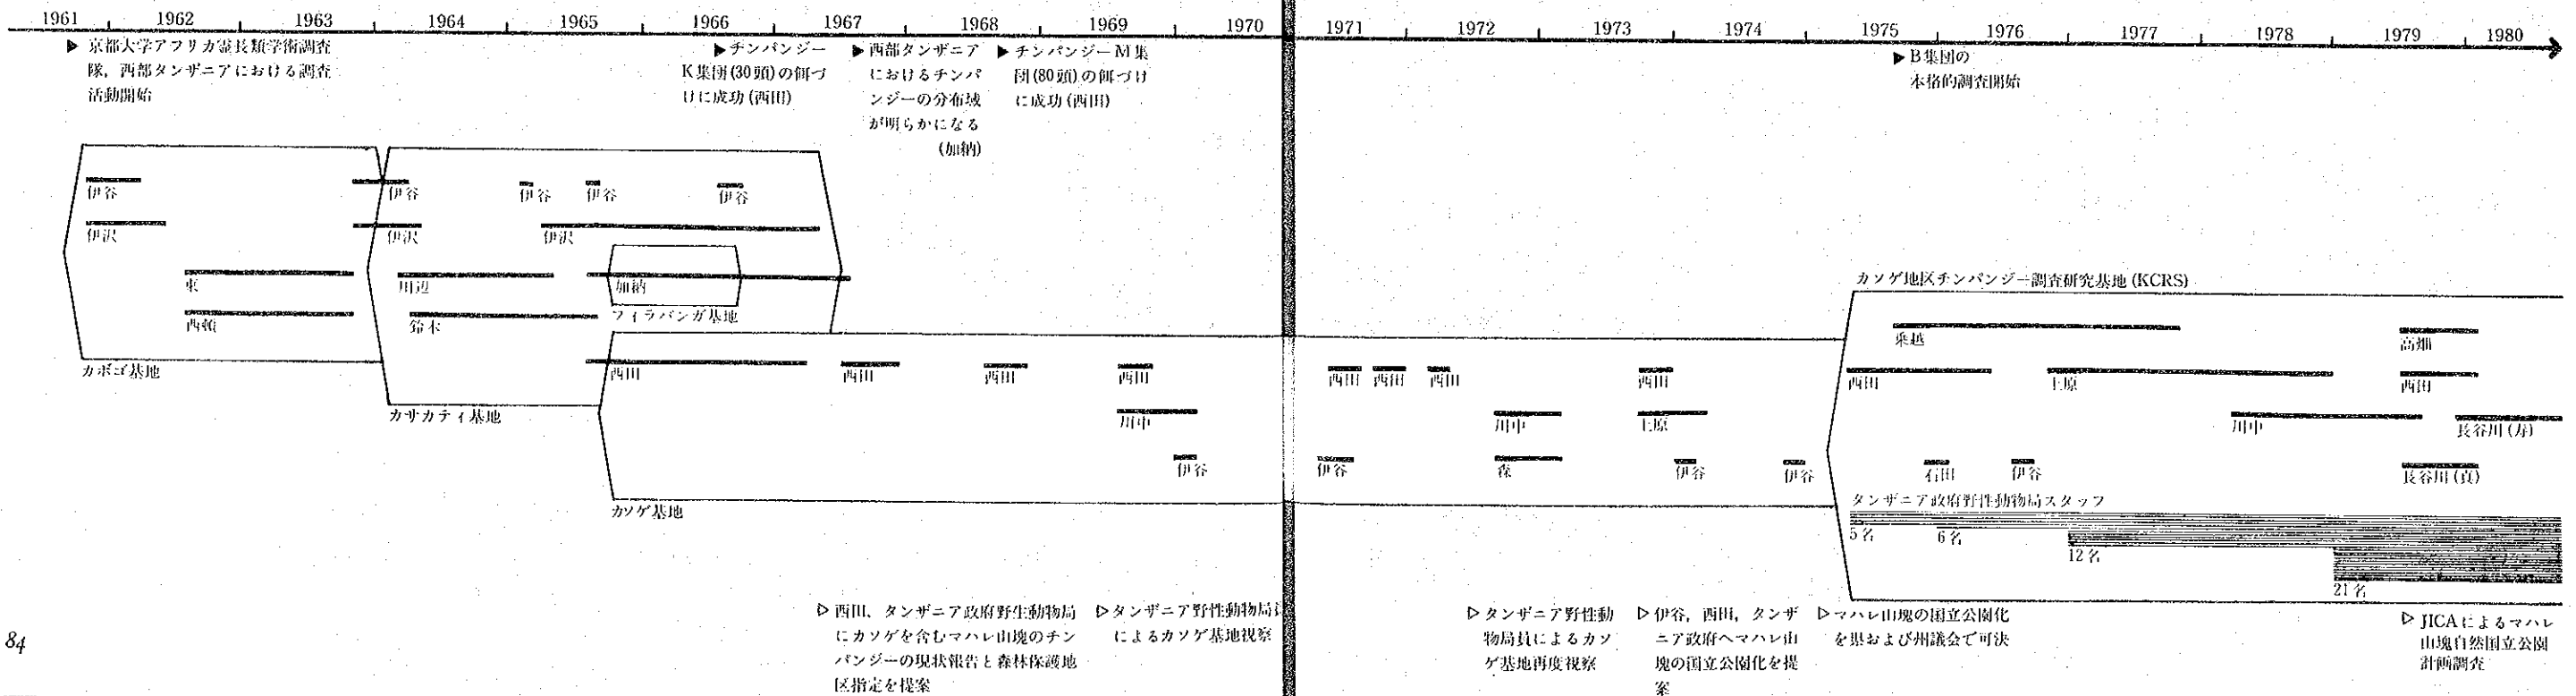 1961 1962 1963 1964 1965 1966 1967 1968 1969 1970 1971 1972 1973 1974 1975 1976 1977 1978 1979 1980
▶ 京都大学アフリカ霊長類学術調査
隊，西部タンザニアにおける調査
活動開始
▶チンパンジー
K集団(30頭)の餌づ
けに成功(西田)
▶西部タンザニア
におけるチンパ
ンジーの分布域
が明らかになる
(加納)
▶チンパンジーM集
団(80頭)の餌づけ
に成功(西田)
▶B集団の
本格的調査開始
伊谷 伊谷 伊谷 伊谷 伊谷
伊沢 伊沢 伊沢
東 川辺 加納
西頓 鈴木 フィラバンガ基地
カボゴ基地
カサカティ基地
西田 西田 西田 西田 西田 西田 西田 西田
川中 川中 上原
伊谷 伊谷 森 伊谷 伊谷
カソゲ基地
カソゲ地区チンパンジー調査研究基地(KCRS)
乗越 高畑
西田 上原 西田
川中 長谷川(寿)
石田 伊谷 長谷川(真)
タンザニア政府野性動物局スタッフ
5名 6名
12名
21名
▷西田、タンザニア政府野生動物局
にカソゲを含むマハレ山塊のチン
パンジーの現状報告と森林保護地
区指定を提案
▷タンザニア野性動物局
によるカソゲ基地視察
▷タンザニア野性動
物局員によるカソ
ゲ基地再度視察
▷伊谷，西田，タンザ
ニア政府へマハレ山
塊の国立公園化を提
案
▷マハレ山塊の国立公園化
を県および州議会で可決
▷JICAによるマハレ
山塊自然国立公園
計画調査
84